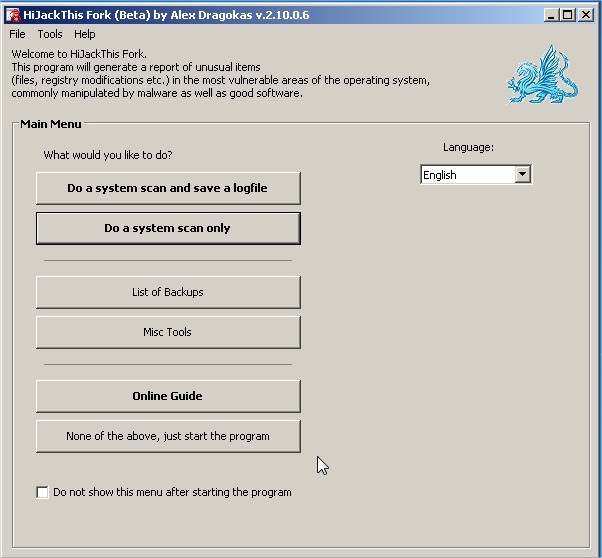 HiJackThis Fork (Beta) by Alex Dragokas v.2.10.0.6
File Tools Help
Welcome to HiJackThis Fork.
This program will generate a report of unusual items
(files, registry modifications etc.) in the most vulnerable areas of the operating system,
commonly manipulated by malware as well as good software.
Main Menu
What would you like to do?
Language:
Do a system scan and save a logfile
English
Do a system scan only
List of Backups
Misc Tools
Online Guide
None of the above, just start the program
Do not show this menu after starting the program